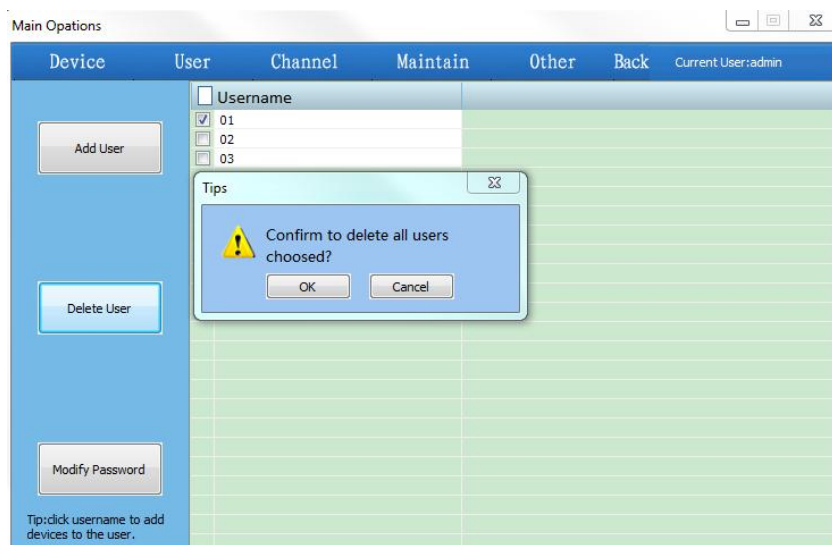 Main Opations
Device User Channel Maintain Other Back Current User:admin
Username
01
02
03
Add User
Tips
Confirm to delete all users
choosed?
OK Cancel
Delete User
Modify Password
Tip:click username to add
devices to the user.